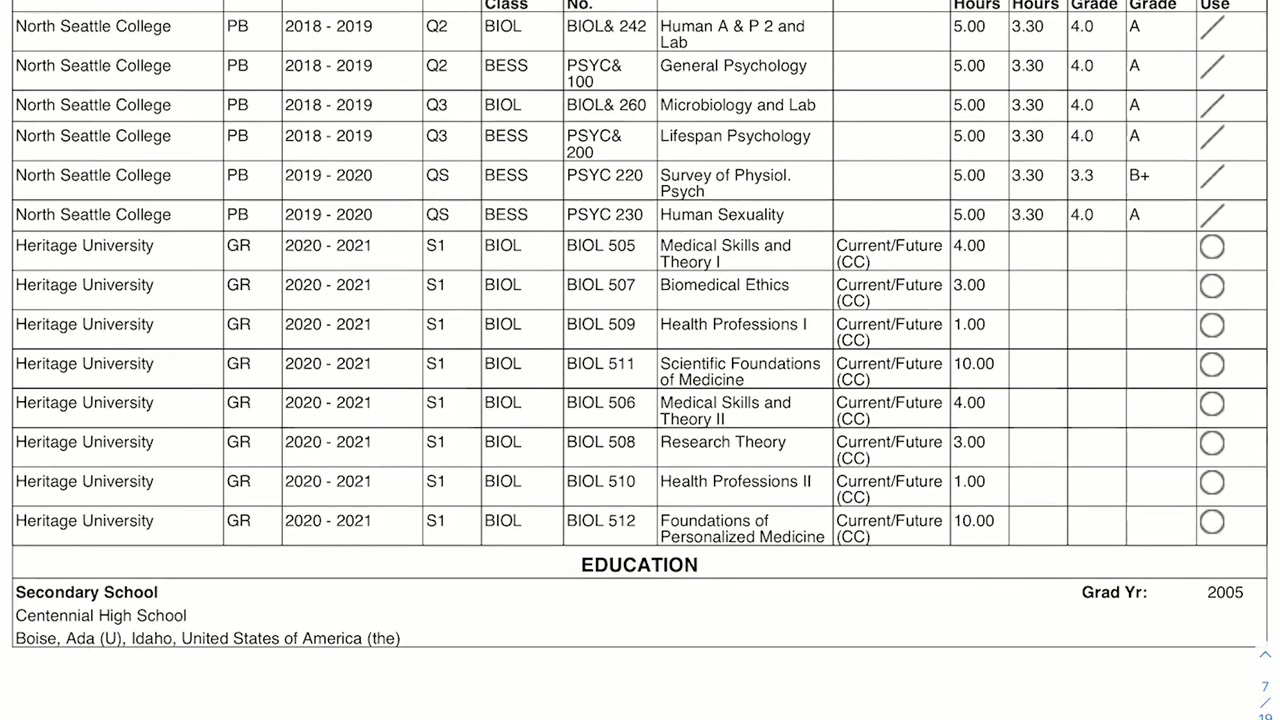 Class No. Hours Hours Grade Grade Use
North Seattle College PB 2018 - 2019 Q2 BIOL BIOL& 242 Human A & P 2 and 5.00 3.30 4.0 A
Lab
North Seattle College PB 2018 - 2019 Q2 BESS PSYC& General Psychology 5.00 3.30 4.0 A
100
North Seattle College PB 2018 - 2019 Q3 BIOL BIOL& 260 Microbiology and Lab 5.00 3.30 4.0 A
North Seattle College PB 2018 - 2019 Q3 BESS PSYC& Lifespan Psychology 5.00 3.30 4.0 A
200
North Seattle College PB 2019 - 2020 QS BESS PSYC 220 Survey of Physiol. 5.00 3.30 3.3 B+
Psych
North Seattle College PB 2019 - 2020 QS BESS PSYC 230 Human Sexuality 5.00 3.30 4.0 A
Heritage University GR 2020 - 2021 S1 BIOL BIOL 505 Medical Skills and Current/Future 4.00
Theory I (CC)
Heritage University GR 2020 - 2021 S1 BIOL BIOL 507 Biomedical Ethics Current/Future 3.00
(CC)
Heritage University GR 2020 - 2021 S1 BIOL BIOL 509 Health Professions I Current/Future 1.00
(CC)
Heritage University GR 2020 - 2021 S1 BIOL BIOL 511 Scientific Foundations Current/Future 10.00
of Medicine (CC)
Heritage University GR 2020 - 2021 S1 BIOL BIOL 506 Medical Skills and Current/Future 4.00
Theory II (CC)
Heritage University GR 2020 - 2021 S1 BIOL BIOL 508 Research Theory Current/Future 3.00
(CC)
Heritage University GR 2020 - 2021 S1 BIOL BIOL 510 Health Professions II Current/Future 1.00
(CC)
Heritage University GR 2020 - 2021 S1 BIOL BIOL 512 Foundations of Current/Future 10.00
Personalized Medicine (CC)
EDUCATION
Secondary School Grad Yr: 2005
Centennial High School
Boise, Ada (U), Idaho, United States of America (the)
7
/
19